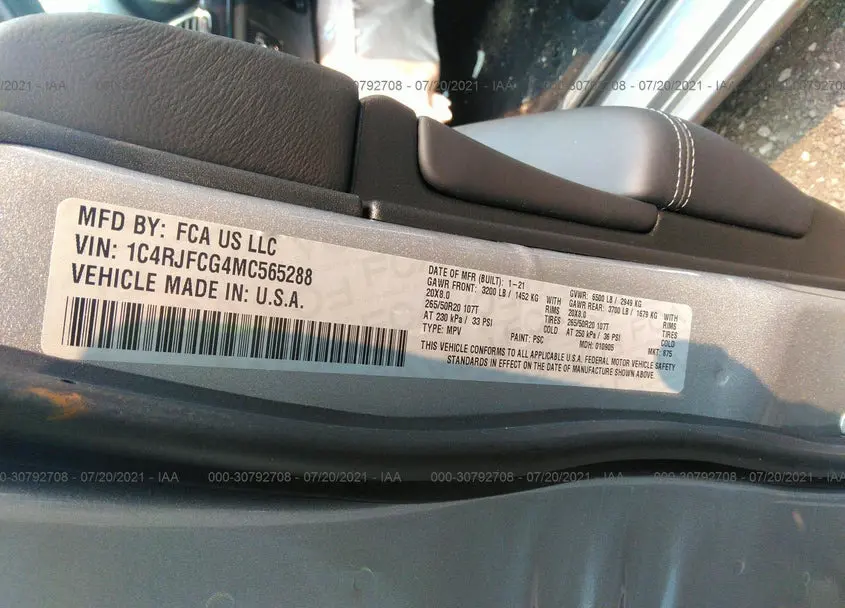 000-30792708 - 07/20/2021 - IAA
MFD BY: FCA US LLC
VIN: 1C4RJFCG4MC565288
VEHICLE MADE IN: U.S.A.
DATE OF MFR (BUILT): 1-21
GAWR FRONT: 3200 LB / 1452 KG WITH
20X8.0 RIMS
265/50R20 107T TIRES
AT 230 kPa / 33 PSI COLD
TYPE: MPV PAINT: PSC
GVWR: 6500 LB / 2949 KG
GAWR REAR: 3700 LB / 1679 KG WITH
20X8.0 RIMS
265/50R20 107T TIRES
AT 250 kPa / 36 PSI COLD
MDH: 010905 MKT: 875
THIS VEHICLE CONFORMS TO ALL APPLICABLE U.S.A. FEDERAL MOTOR VEHICLE SAFETY
STANDARDS IN EFFECT ON THE DATE OF MANUFACTURE SHOWN ABOVE.
000-30792708 - 07/20/2021 - IAA